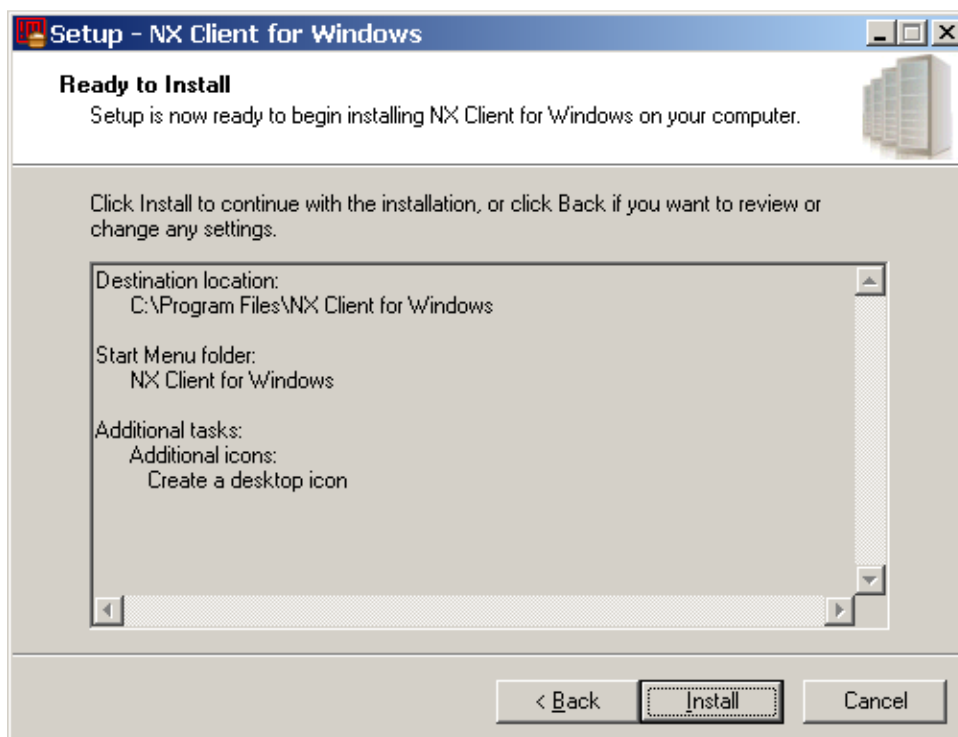 Setup - NX Client for Windows
Ready to Install
Setup is now ready to begin installing NX Client for Windows on your computer.
Click Install to continue with the installation, or click Back if you want to review or
change any settings.
Destination location:
C:\Program Files\NX Client for Windows
Start Menu folder:
NX Client for Windows
Additional tasks:
Additional icons:
Create a desktop icon
< Back
Install
Cancel